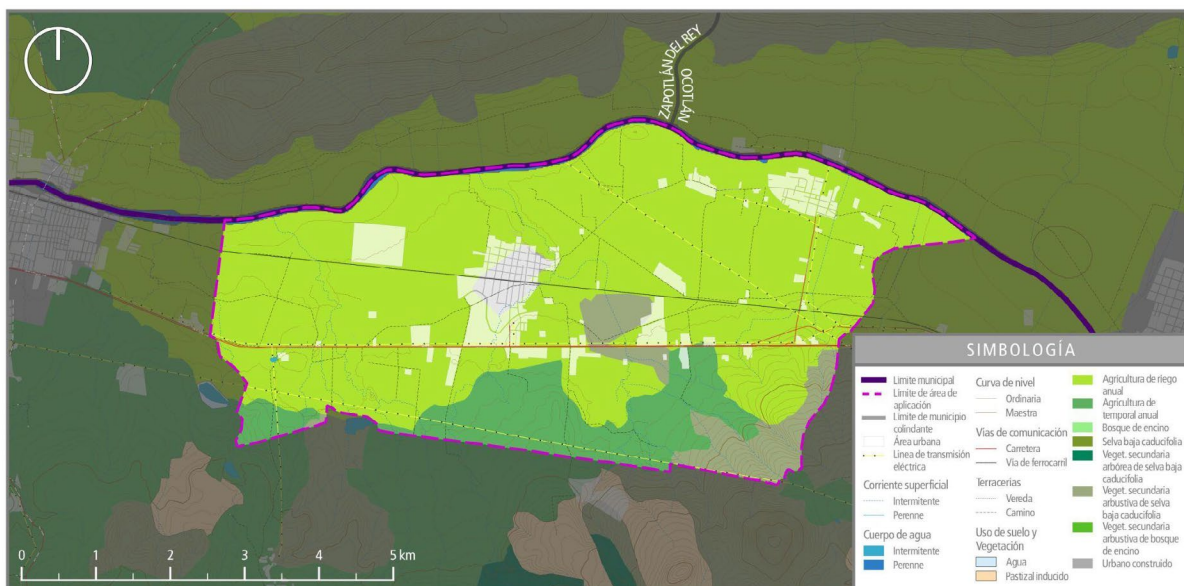 ZAPOTLÁN DEL REY
OCOTLÁN
0 1 2 3 4 5 km
SIMBOLOGÍA
Limite municipal
Limite de área de
aplicación
Limite de municipio
colindante
Área urbana
Linea de transmisión
eléctrica
Corriente superficial
Intermitente
Perenne
Cuerpo de agua
Intermitente
Perenne
Curva de nivel
Ordinaria
Maestra
Vías de comunicación
Carretera
Via de ferrocarril
Terracerias
Vereda
Camino
Uso de suelo y
Vegetación
Agua
Pastizal inducido
Agricultura de riego
anual
Agricultura de
temporal anual
Bosque de encino
Selva baja caducifolia
Veget. secundaria
arbórea de selva baja
caducifolia
Veget. secundaria
arbustiva de selva
baja caducifolia
Veget. secundaria
arbustiva de bosque
de encino
Urbano construido